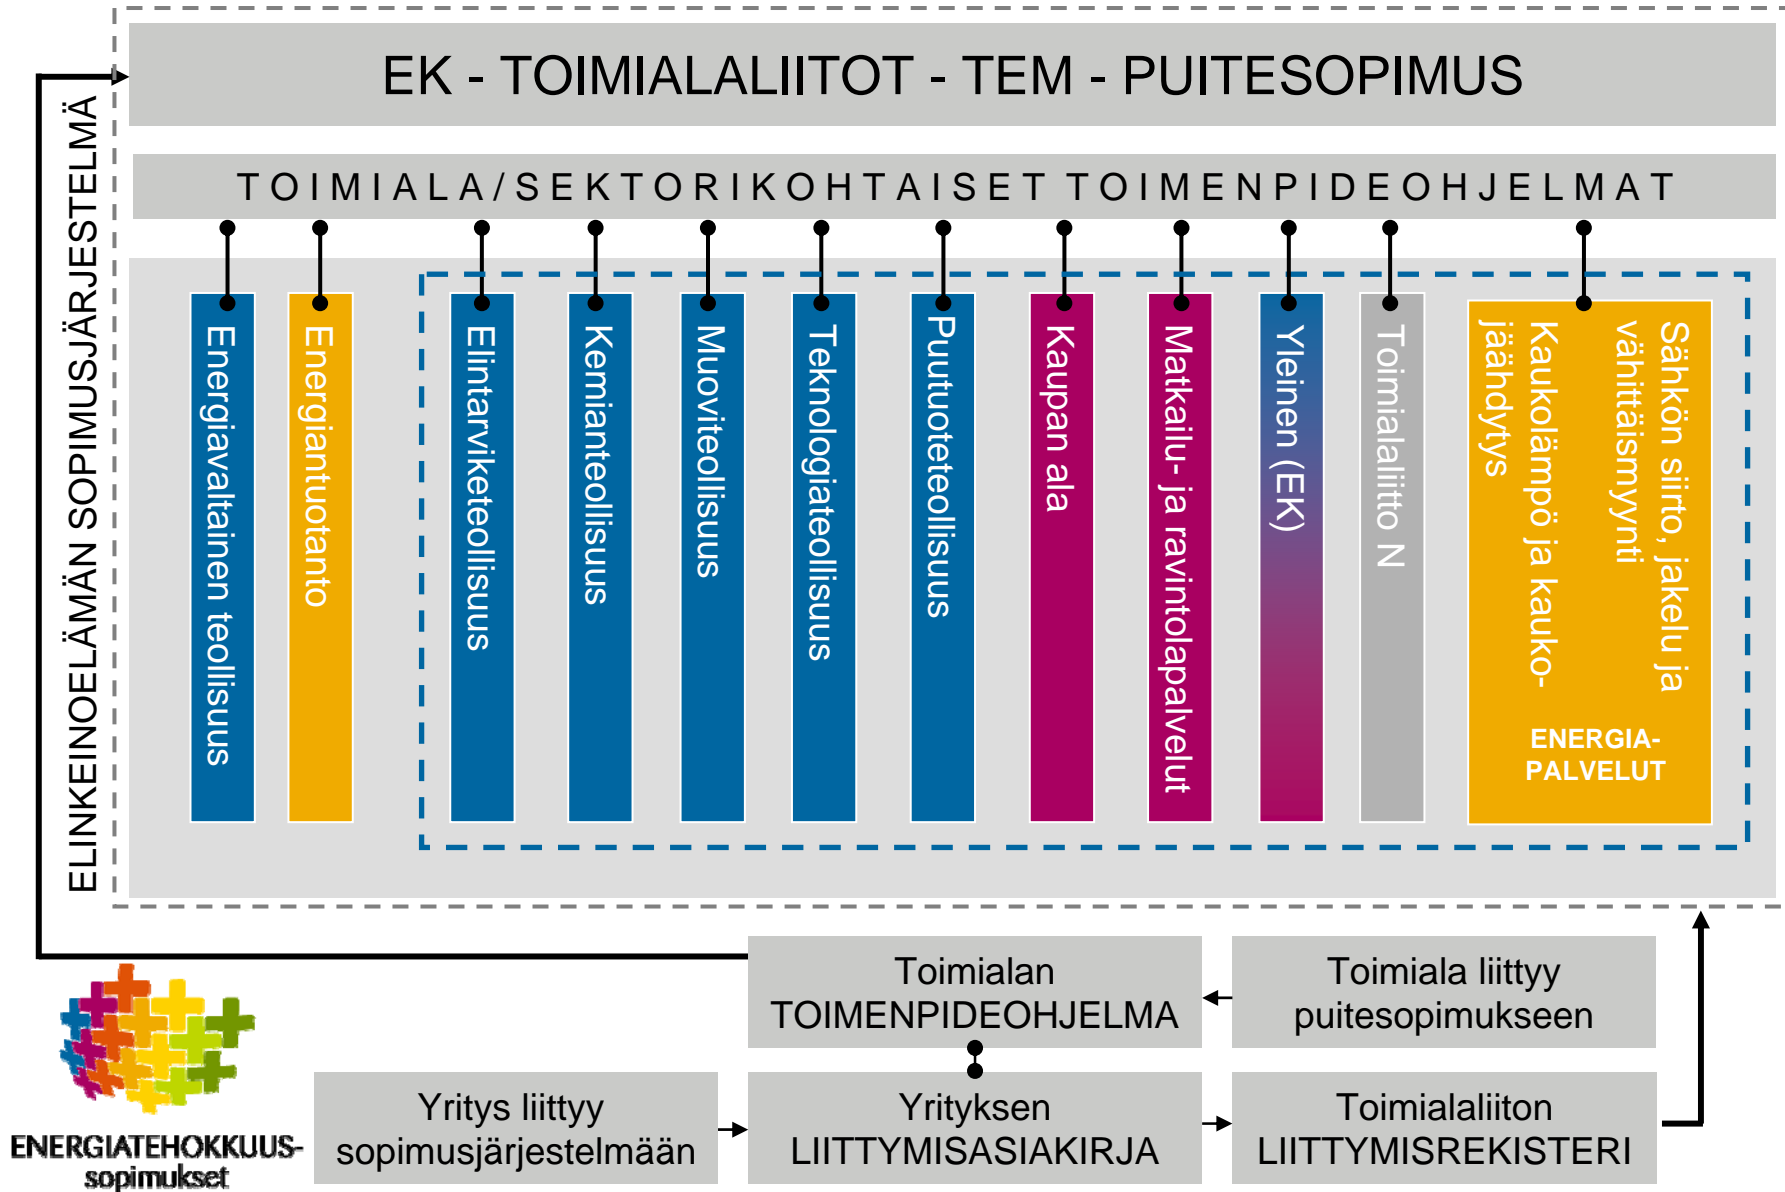 EK - TOIMIALALIITOT - TEM - PUITESOPIMUS
TOIMIALA/SEKTORIKOHTAISET TOIMENPIDEOHJELMAT
ELINKEINOELÄMÄN SOPIMUSJÄRJESTELMÄ
Energiavaltainen teollisuus
Energiantuotanto
Elintarviketeollisuus
Kemianteollisuus
Muoviteollisuus
Teknologiateollisuus
Puutuoteteollisuus
Kaupan ala
Matkailu- ja ravintolapalvelut
Yleinen (EK)
Toimialaliitto N
Sähkön siirto, jakelu ja
vähittäismyynti
Kaukolämpö ja kauko-
jäähdytys
ENERGIA-
PALVELUT
Toimialan
TOIMENPIDEOHJELMA
Toimiala liittyy
puitesopimukseen
Yritys liittyy
sopimusjärjestelmään
Yrityksen
LIITTYMISASIAKIRJA
Toimialaliiton
LIITTYMISREKISTERI
ENERGIATEHOKKUUS-
sopimukset